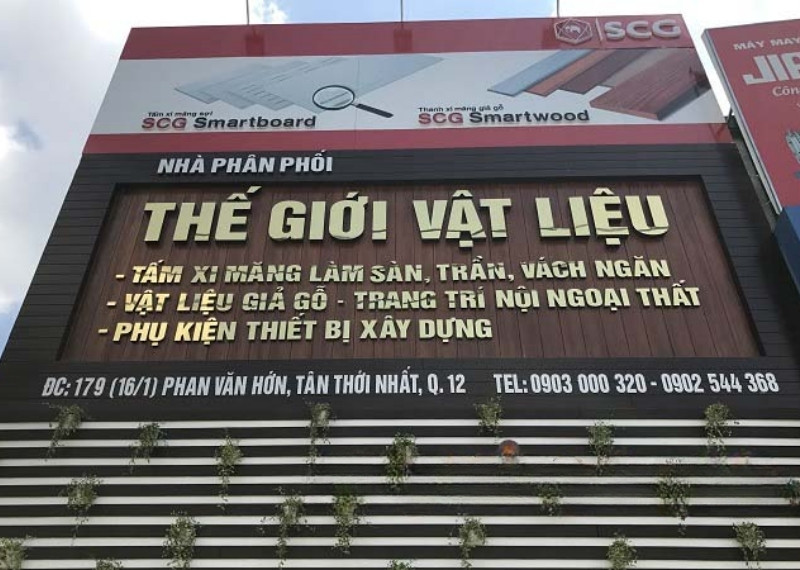 SCG
Tấm xi măng sợi
SCG Smartboard
Thanh xi măng giả gỗ
SCG Smartwood
NHÀ PHÂN PHỐI
THẾ GIỚI VẬT LIỆU
- TẤM XI MĂNG LÀM SÀN, TRẦN, VÁCH NGĂN
- VẬT LIỆU GIẢ GỖ - TRANG TRÍ NỘI NGOẠI THẤT
- PHỤ KIỆN THIẾT BỊ XÂY DỰNG
ĐC: 179 (16/1) PHAN VĂN HỚN, TÂN THỚI NHẤT, Q. 12 TEL: 0903 000 320 - 0902 544 368
MÁY MAY